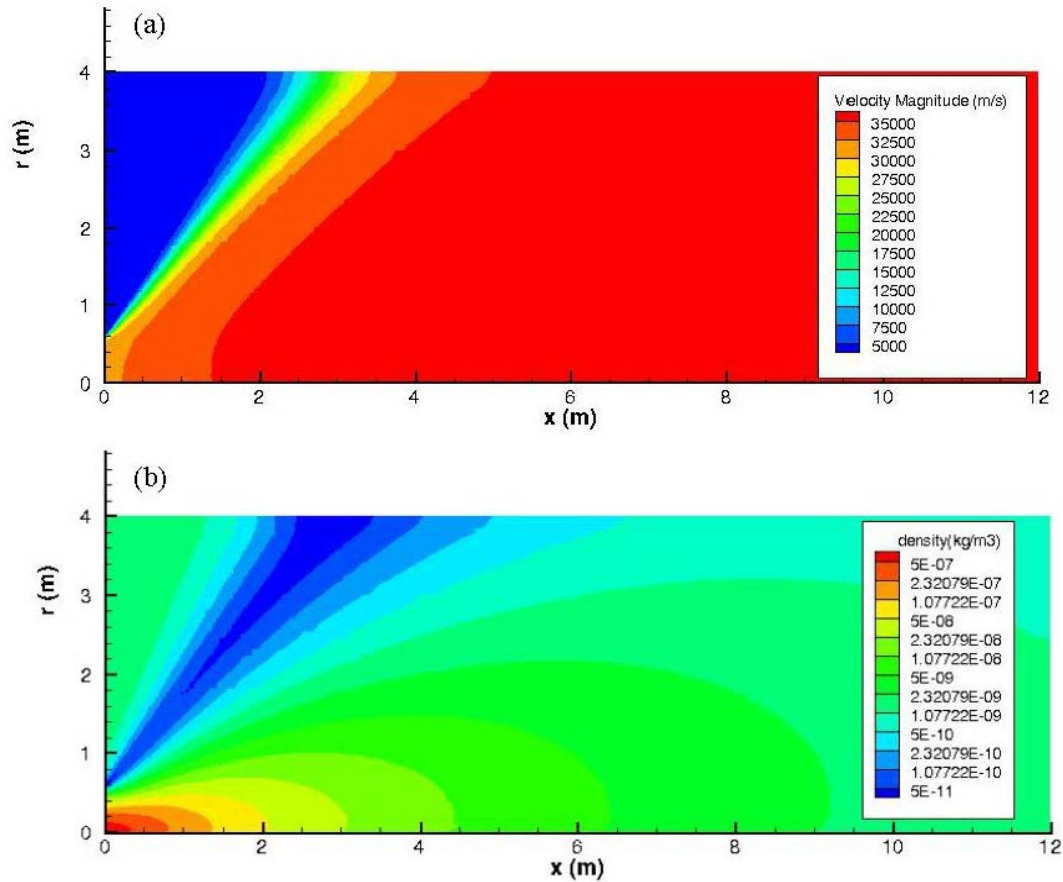 (a)
4
3
2
1
0
r (m)
Velocity Magnitude (m/s)
35000
32500
30000
27500
25000
22500
20000
17500
15000
12500
10000
7500
5000
0 2 4 6 8 10 12
x (m)
(b)
4
3
2
1
0
r (m)
density(kg/m3)
5E-07
2.32079E-07
1.07722E-07
5E-08
2.32079E-08
1.07722E-08
5E-09
2.32079E-09
1.07722E-09
5E-10
2.32079E-10
1.07722E-10
5E-11
0 2 4 6 8 10 12
x (m)